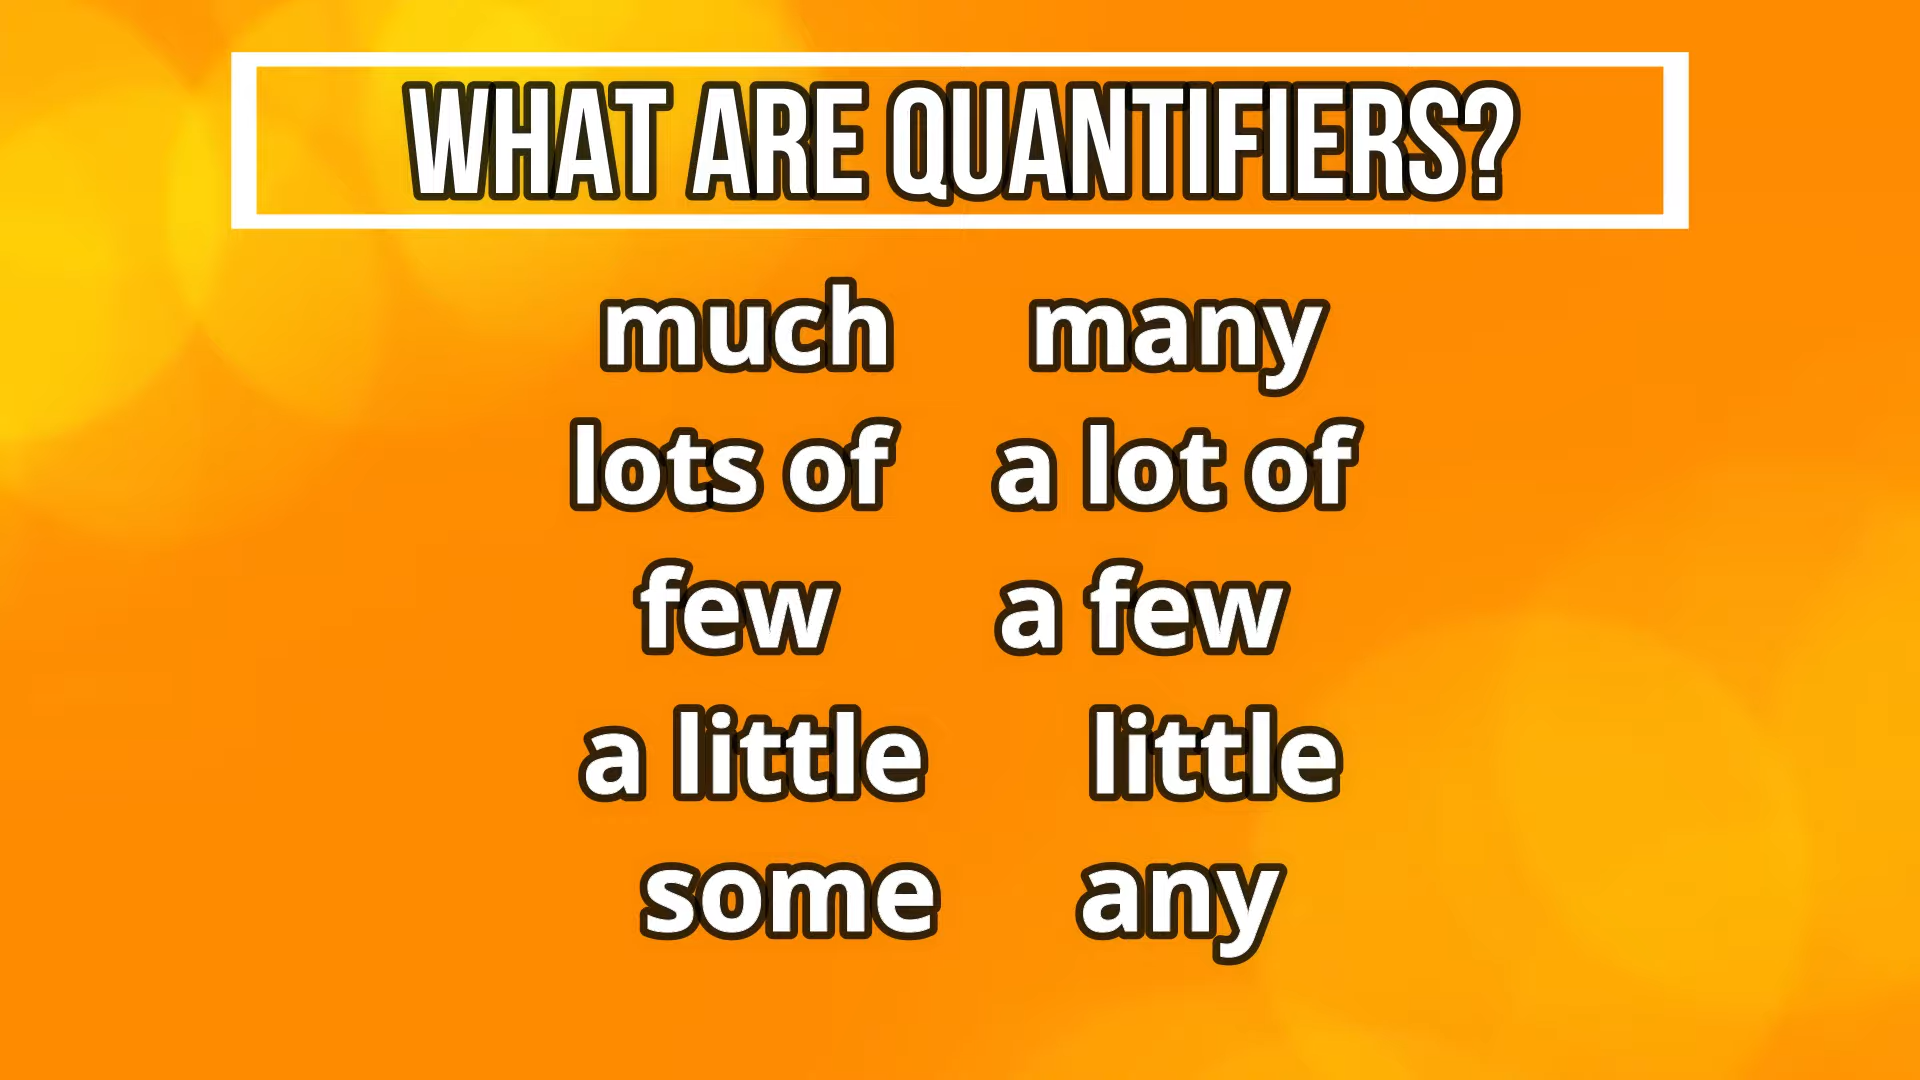 WHAT ARE QUANTIFIERS?
much many
lots of a lot of
few a few
a little little
some any